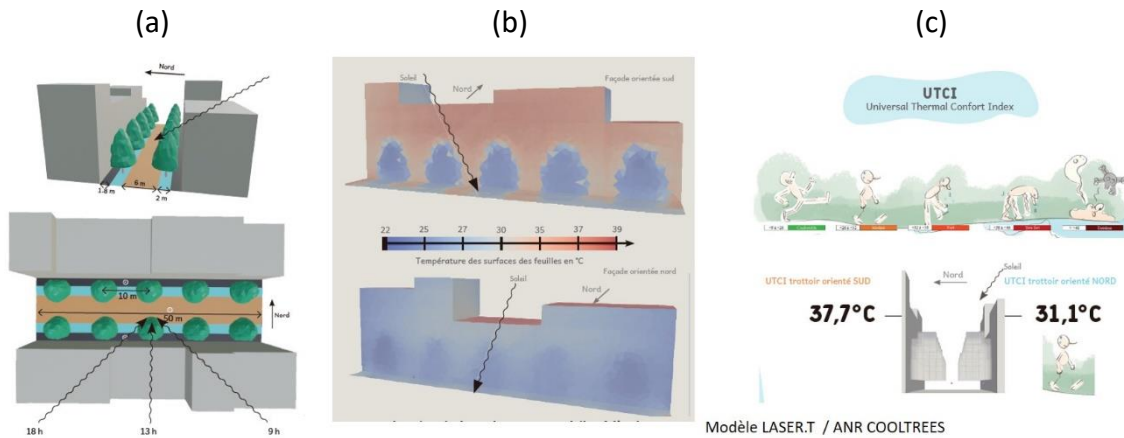 (a)
(b)
(c)
Nord
1.8 m
6 m
2 m
10 m
50 m
Nord
18 h
13 h
9 h
Soleil
Nord
Façade orientée sud
22
25
27
30
35
37
39
Température des surfaces des feuilles en °C
Soleil
Façade orientée nord
Nord
UTCI
Universal Thermal Confort Index
UTCI trottoir orienté SUD
37,7°C
Nord
Soleil
UTCI trottoir orienté NORD
31,1°C
Modèle LASER.T / ANR COOLTREES